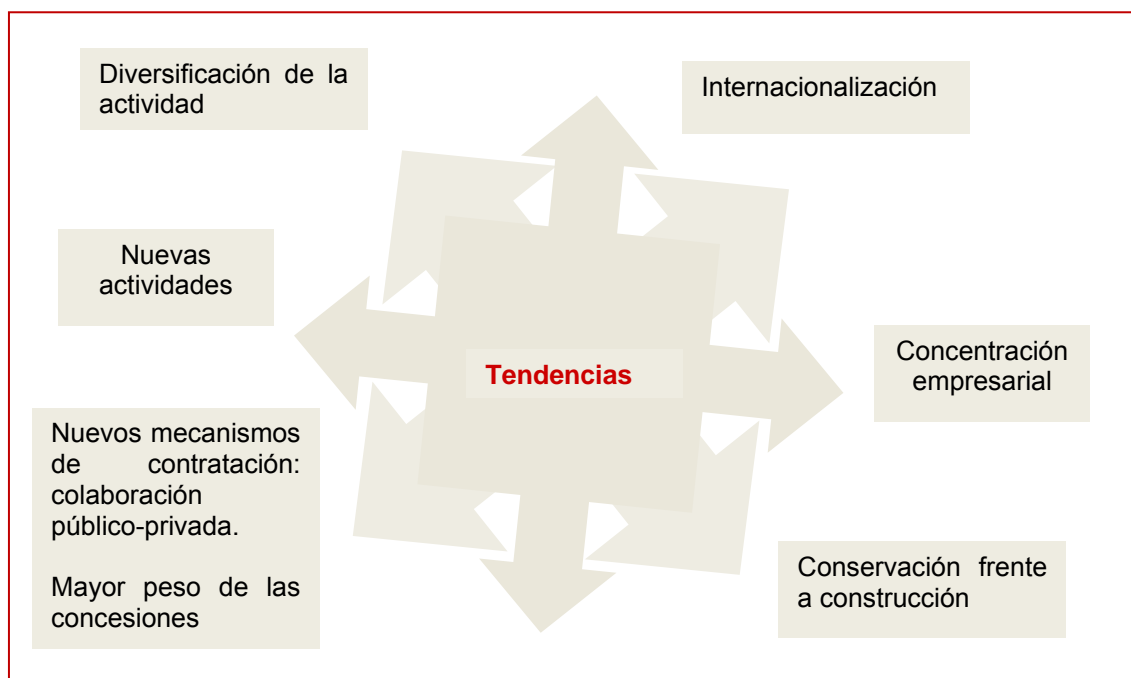 Diversificación de la
actividad
Internacionalización
Nuevas
actividades
Concentración
empresarial
Tendencias
Nuevos mecanismos
de contratación:
colaboración
público-privada.
Mayor peso de las
concesiones
Conservación frente
a construcción